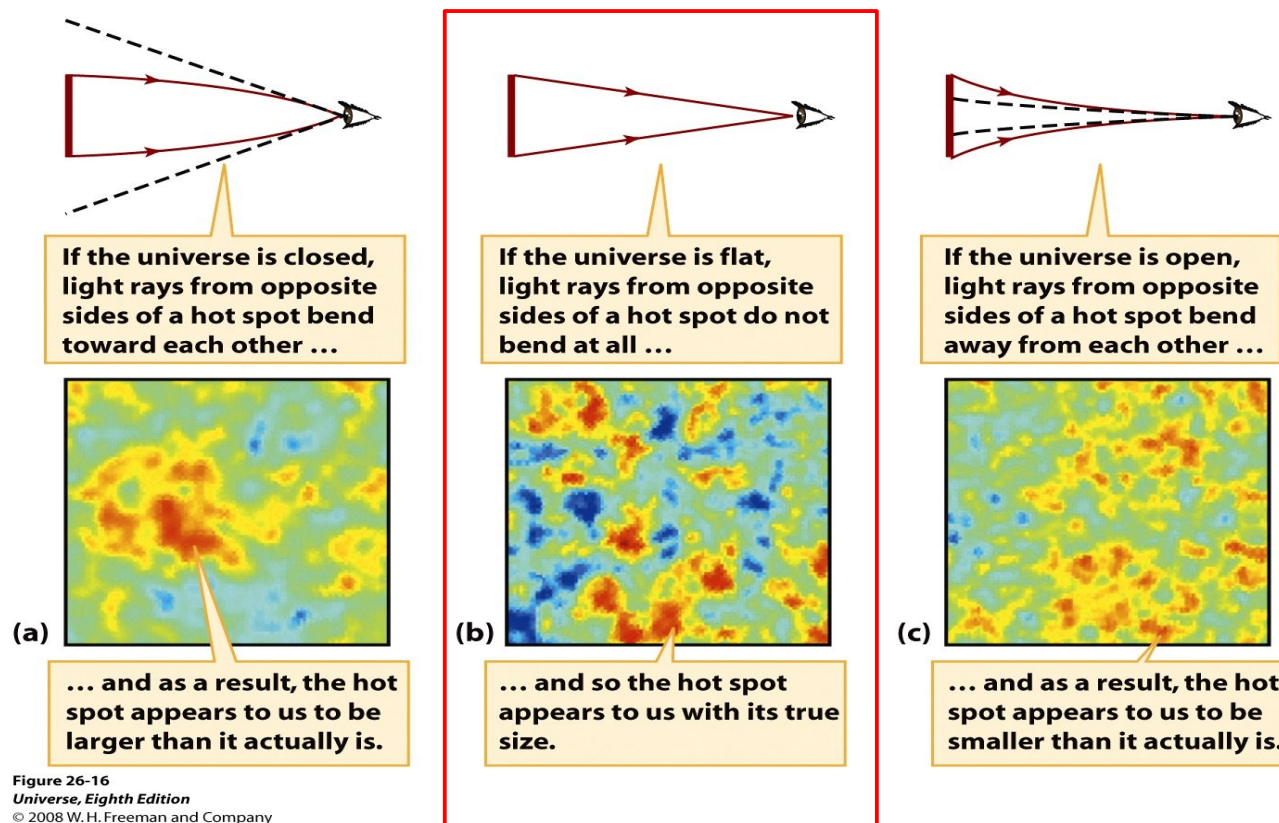 If the universe is closed,
light rays from opposite
sides of a hot spot bend
toward each other …
If the universe is flat,
light rays from opposite
sides of a hot spot do not
bend at all …
If the universe is open,
light rays from opposite
sides of a hot spot bend
away from each other …
(a)
(b)
(c)
… and as a result, the hot
spot appears to us to be
larger than it actually is.
… and so the hot spot
appears to us with its true
size.
… and as a result, the hot
spot appears to us to be
smaller than it actually is.
Figure 26-16
Universe, Eighth Edition
© 2008 W. H. Freeman and Company